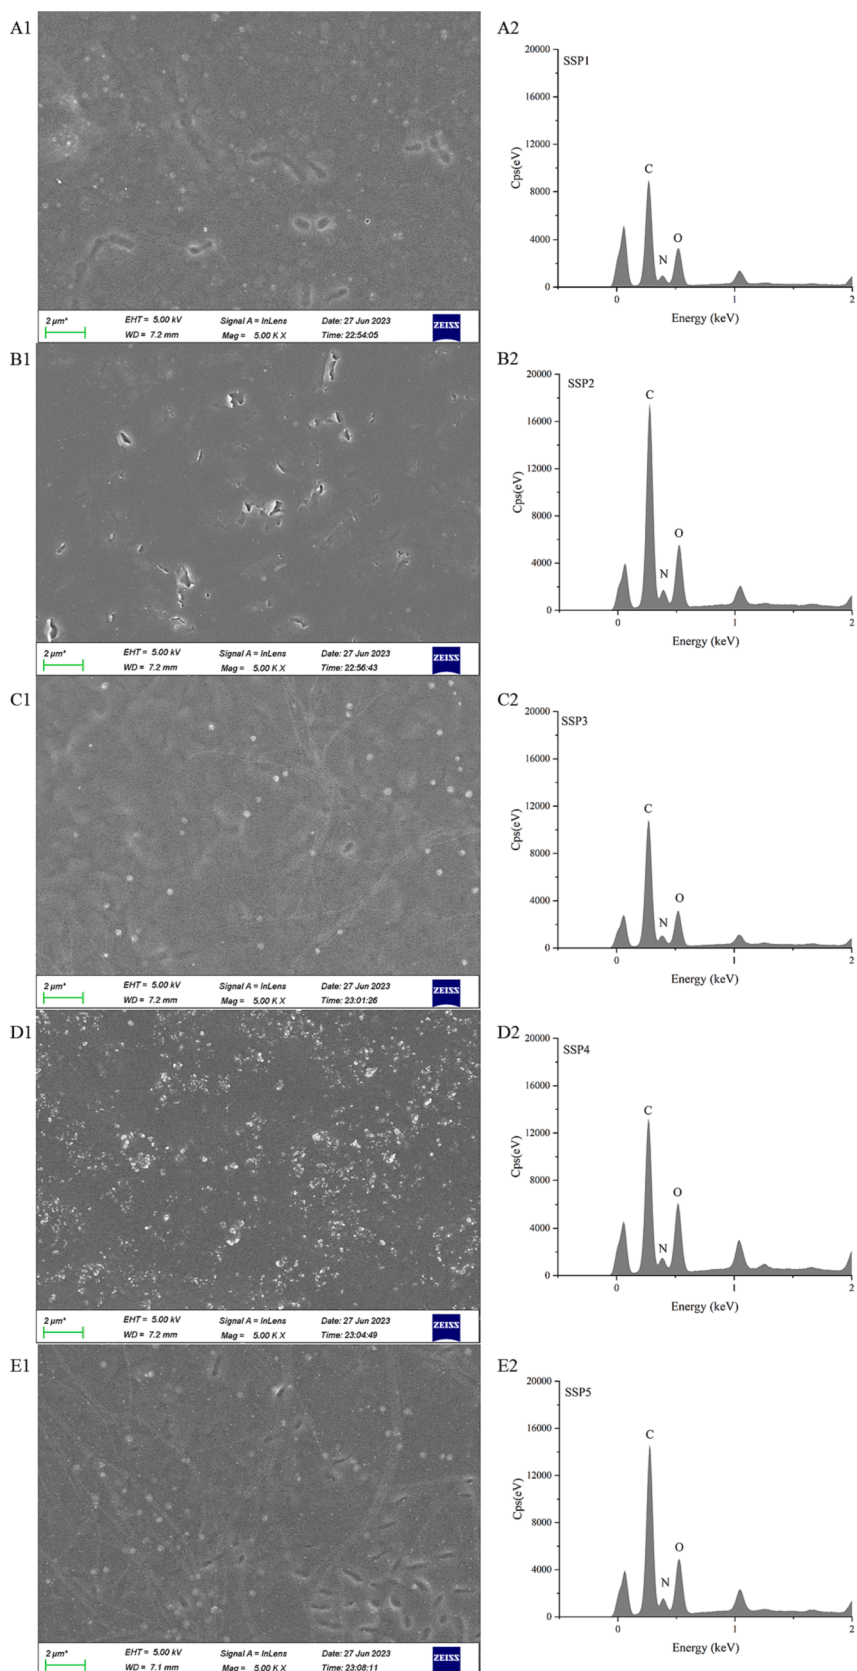 A1
2 µm*
EHT = 5.00 kV
Signal A = InLens
Date: 27 Jun 2023
ZEISS
WD = 7.2 mm
Mag = 5.00 K X
Time: 22:54:05
A2
SSP1
20000
16000
12000
8000
4000
0
Cps(eV)
C
N
O
0
1
2
Energy (keV)
B1
2 µm*
EHT = 5.00 kV
Signal A = InLens
Date: 27 Jun 2023
ZEISS
WD = 7.2 mm
Mag = 5.00 K X
Time: 22:56:43
B2
SSP2
20000
16000
12000
8000
4000
0
Cps(eV)
C
N
O
0
1
2
Energy (keV)
C1
2 µm*
EHT = 5.00 kV
Signal A = InLens
Date: 27 Jun 2023
ZEISS
WD = 7.2 mm
Mag = 5.00 K X
Time: 23:01:26
C2
SSP3
20000
16000
12000
8000
4000
0
Cps(eV)
C
N
O
0
1
2
Energy (keV)
D1
2 µm*
EHT = 5.00 kV
Signal A = InLens
Date: 27 Jun 2023
ZEISS
WD = 7.2 mm
Mag = 5.00 K X
Time: 23:04:49
D2
SSP4
20000
16000
12000
8000
4000
0
Cps(eV)
C
N
O
0
1
2
Energy (keV)
E1
2 µm*
EHT = 5.00 kV
Signal A = InLens
Date: 27 Jun 2023
ZEISS
WD = 7.1 mm
Mag = 5.00 K X
Time: 23:08:11
E2
SSP5
20000
16000
12000
8000
4000
0
Cps(eV)
C
N
O
0
1
2
Energy (keV)